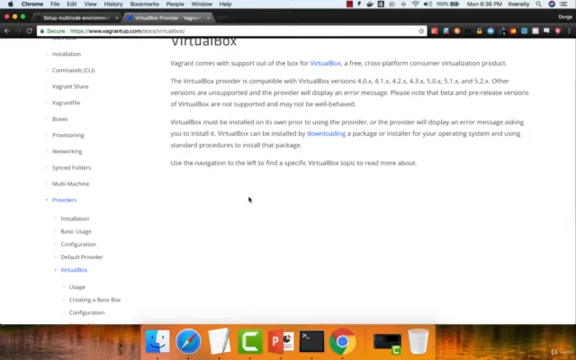 Chrome File Edit View History Bookmarks People Window Help 100% Mon 8:36 PM itversity
Setup multinode environme VirtualBox Provider - Vagran Durga
Secure https://www.vagrantup.com/docs/virtualbox/
VirtualBox
Installation
Commands (CLI)
Vagrant Share
Vagrantfile
Boxes
Provisioning
Networking
Synced Folders
Multi-Machine
Providers
Installation
Basic Usage
Configuration
Default Provider
VirtualBox
Usage
Creating a Base Box
Configuration
Vagrant comes with support out of the box for VirtualBox, a free, cross-platform consumer virtualization product.
The VirtualBox provider is compatible with VirtualBox versions 4.0.x, 4.1.x, 4.2.x, 4.3.x, 5.0.x, 5.1.x, and 5.2.x. Other
versions are unsupported and the provider will display an error message. Please note that beta and pre-release versions
of VirtualBox are not supported and may not be well-behaved.
VirtualBox must be installed on its own prior to using the provider, or the provider will display an error message asking
you to install it. VirtualBox can be installed by downloading a package or installer for your operating system and using
standard procedures to install that package.
Use the navigation to the left to find a specific VirtualBox topic to read more about.